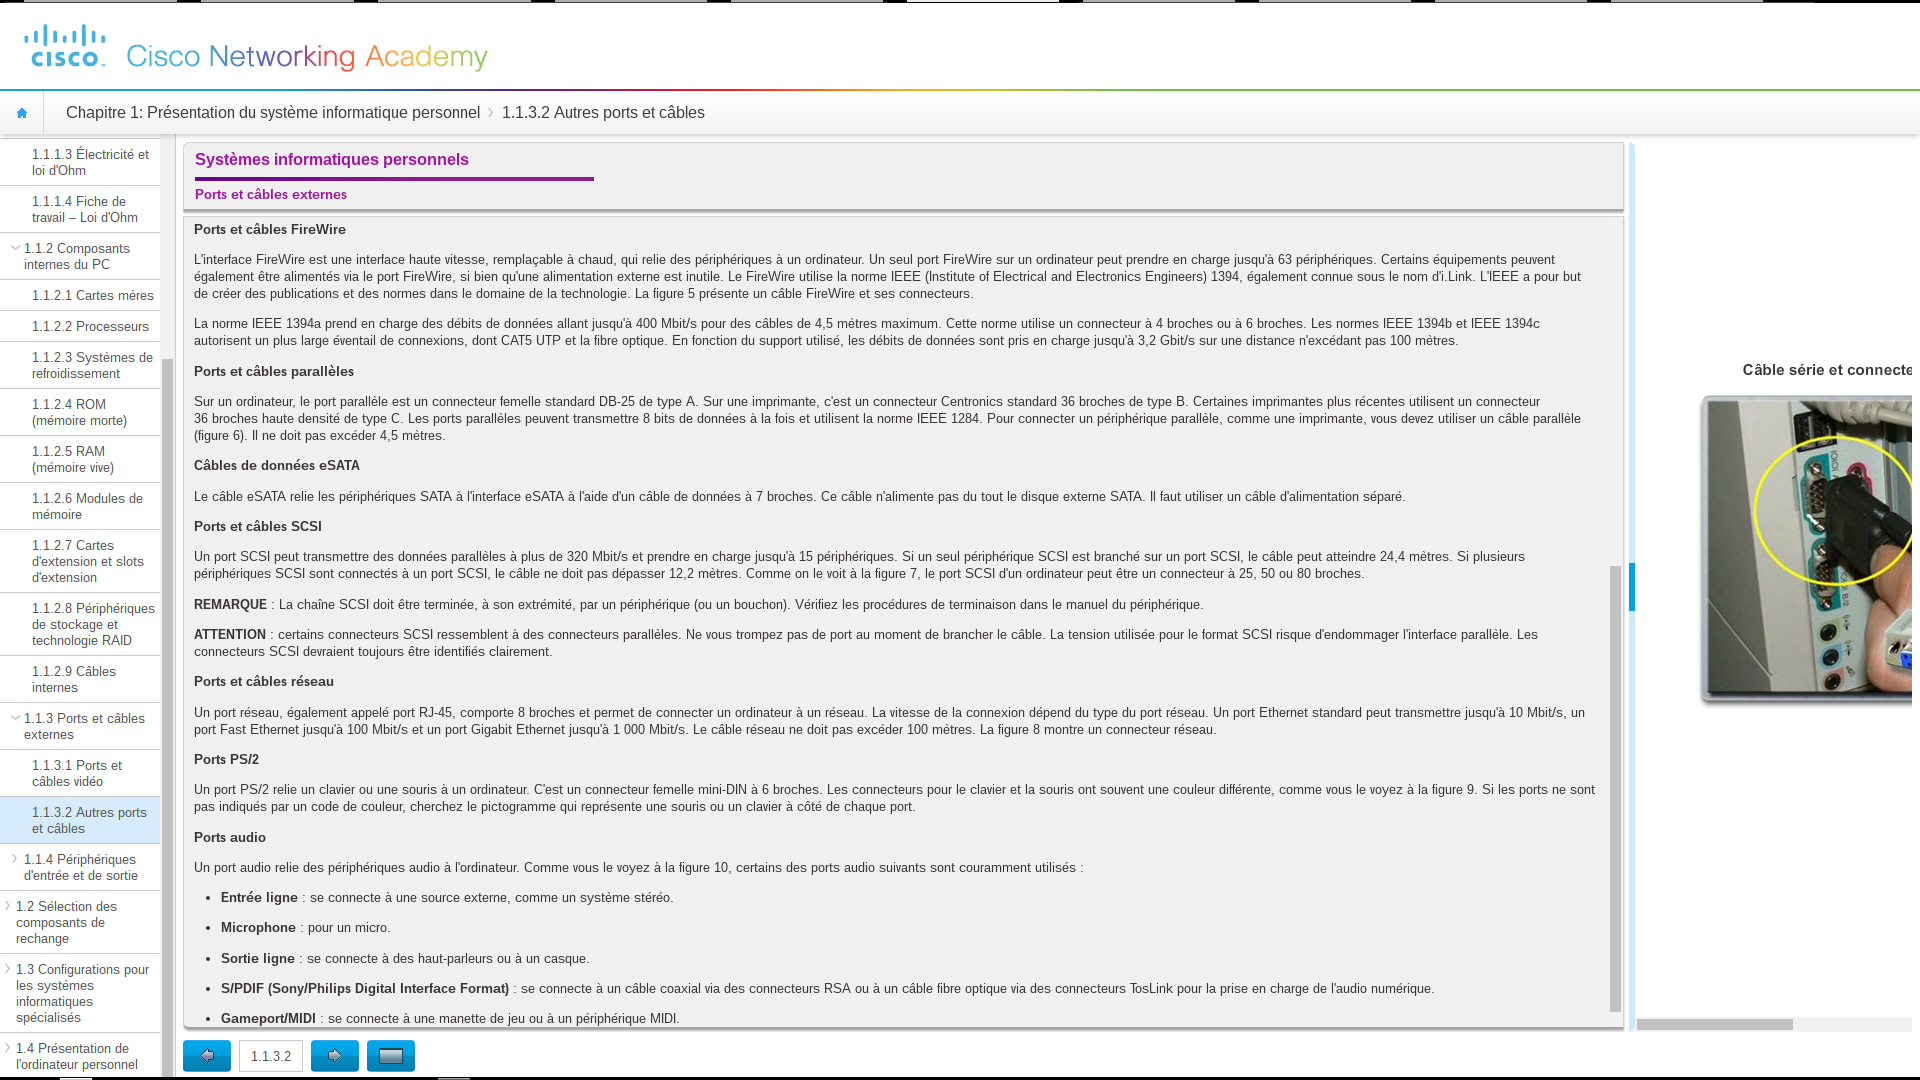 cisco
Cisco Networking Academy
Chapitre 1: Présentation du système informatique personnel
1.1.3.2 Autres ports et câbles
1.1.1.3 Électricité et
loi d'Ohm
1.1.1.4 Fiche de
travail – Loi d'Ohm
1.1.2 Composants
internes du PC
1.1.2.1 Cartes mères
1.1.2.2 Processeurs
1.1.2.3 Systèmes de
refroidissement
1.1.2.4 ROM
(mémoire morte)
1.1.2.5 RAM
(mémoire vive)
1.1.2.6 Modules de
mémoire
1.1.2.7 Cartes
d'extension et slots
d'extension
1.1.2.8 Périphériques
de stockage et
technologie RAID
1.1.2.9 Câbles
internes
1.1.3 Ports et câbles
externes
1.1.3.1 Ports et
câbles vidéo
1.1.3.2 Autres ports
et câbles
1.1.4 Périphériques
d'entrée et de sortie
1.2 Sélection des
composants de
rechange
1.3 Configurations pour
les systèmes
informatiques
spécialisés
1.4 Présentation de
l'ordinateur personnel
Systèmes informatiques personnels
Ports et câbles externes
Ports et câbles FireWire
L'interface FireWire est une interface haute vitesse, remplaçable à chaud, qui relie des périphériques à un ordinateur. Un seul port FireWire sur un ordinateur peut prendre en charge jusqu'à 63 périphériques. Certains équipements peuvent
également être alimentés via le port FireWire, si bien qu'une alimentation externe est inutile. Le FireWire utilise la norme IEEE (Institute of Electrical and Electronics Engineers) 1394, également connue sous le nom d'i.Link. L'IEEE a pour but
de créer des publications et des normes dans le domaine de la technologie. La figure 5 présente un câble FireWire et ses connecteurs.
La norme IEEE 1394a prend en charge des débits de données allant jusqu'à 400 Mbit/s pour des câbles de 4,5 mètres maximum. Cette norme utilise un connecteur à 4 broches ou à 6 broches. Les normes IEEE 1394b et IEEE 1394c
autorisent un plus large éventail de connexions, dont CAT5 UTP et la fibre optique. En fonction du support utilisé, les débits de données sont pris en charge jusqu'à 3,2 Gbit/s sur une distance n'excédant pas 100 mètres.
Ports et câbles parallèles
Sur un ordinateur, le port parallèle est un connecteur femelle standard DB-25 de type A. Sur une imprimante, c'est un connecteur Centronics standard 36 broches de type B. Certaines imprimantes plus récentes utilisent un connecteur
36 broches haute densité de type C. Les ports parallèles peuvent transmettre 8 bits de données à la fois et utilisent la norme IEEE 1284. Pour connecter un périphérique parallèle, comme une imprimante, vous devez utiliser un câble parallèle
(figure 6). Il ne doit pas excéder 4,5 mètres.
Câbles de données eSATA
Le câble eSATA relie les périphériques SATA à l'interface eSATA à l'aide d'un câble de données à 7 broches. Ce câble n'alimente pas du tout le disque externe SATA. Il faut utiliser un câble d'alimentation séparé.
Ports et câbles SCSI
Un port SCSI peut transmettre des données parallèles à plus de 320 Mbit/s et prendre en charge jusqu'à 15 périphériques. Si un seul périphérique SCSI est branché sur un port SCSI, le câble peut atteindre 24,4 mètres. Si plusieurs
périphériques SCSI sont connectés à un port SCSI, le câble ne doit pas dépasser 12,2 mètres. Comme on le voit à la figure 7, le port SCSI d'un ordinateur peut être un connecteur à 25, 50 ou 80 broches.
REMARQUE : La chaîne SCSI doit être terminée, à son extrémité, par un périphérique (ou un bouchon). Vérifiez les procédures de terminaison dans le manuel du périphérique.
ATTENTION : certains connecteurs SCSI ressemblent à des connecteurs parallèles. Ne vous trompez pas de port au moment de brancher le câble. La tension utilisée pour le format SCSI risque d'endommager l'interface parallèle. Les
connecteurs SCSI devraient toujours être identifiés clairement.
Ports et câbles réseau
Un port réseau, également appelé port RJ-45, comporte 8 broches et permet de connecter un ordinateur à un réseau. La vitesse de la connexion dépend du type du port réseau. Un port Ethernet standard peut transmettre jusqu'à 10 Mbit/s, un
port Fast Ethernet jusqu'à 100 Mbit/s et un port Gigabit Ethernet jusqu'à 1 000 Mbit/s. Le câble réseau ne doit pas excéder 100 mètres. La figure 8 montre un connecteur réseau.
Ports PS/2
Un port PS/2 relie un clavier ou une souris à un ordinateur. C'est un connecteur femelle mini-DIN à 6 broches. Les connecteurs pour le clavier et la souris ont souvent une couleur différente, comme vous le voyez à la figure 9. Si les ports ne sont
pas indiqués par un code de couleur, cherchez le pictogramme qui représente une souris ou un clavier à côté de chaque port.
Ports audio
Un port audio relie des périphériques audio à l'ordinateur. Comme vous le voyez à la figure 10, certains des ports audio suivants sont couramment utilisés :
• Entrée ligne : se connecte à une source externe, comme un système stéréo.
• Microphone : pour un micro.
• Sortie ligne : se connecte à des haut-parleurs ou à un casque.
• S/PDIF (Sony/Philips Digital Interface Format) : se connecte à un câble coaxial via des connecteurs RSA ou à un câble fibre optique via des connecteurs TosLink pour la prise en charge de l'audio numérique.
• Gameport/MIDI : se connecte à une manette de jeu ou à un périphérique MIDI.
1.1.3.2
Câble série et connecte